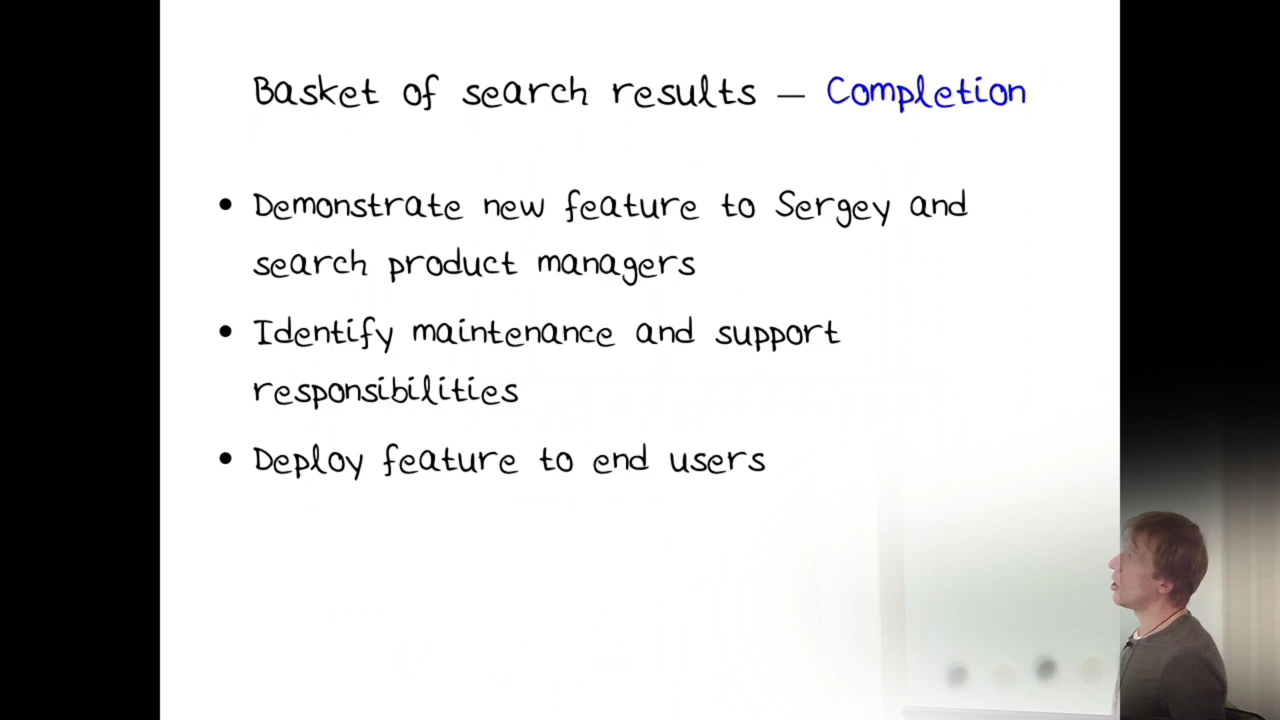 Basket of search results — Completion
• Demonstrate new feature to Sergey and
search product managers
• Identify maintenance and support
responsibilities
• Deploy feature to end users